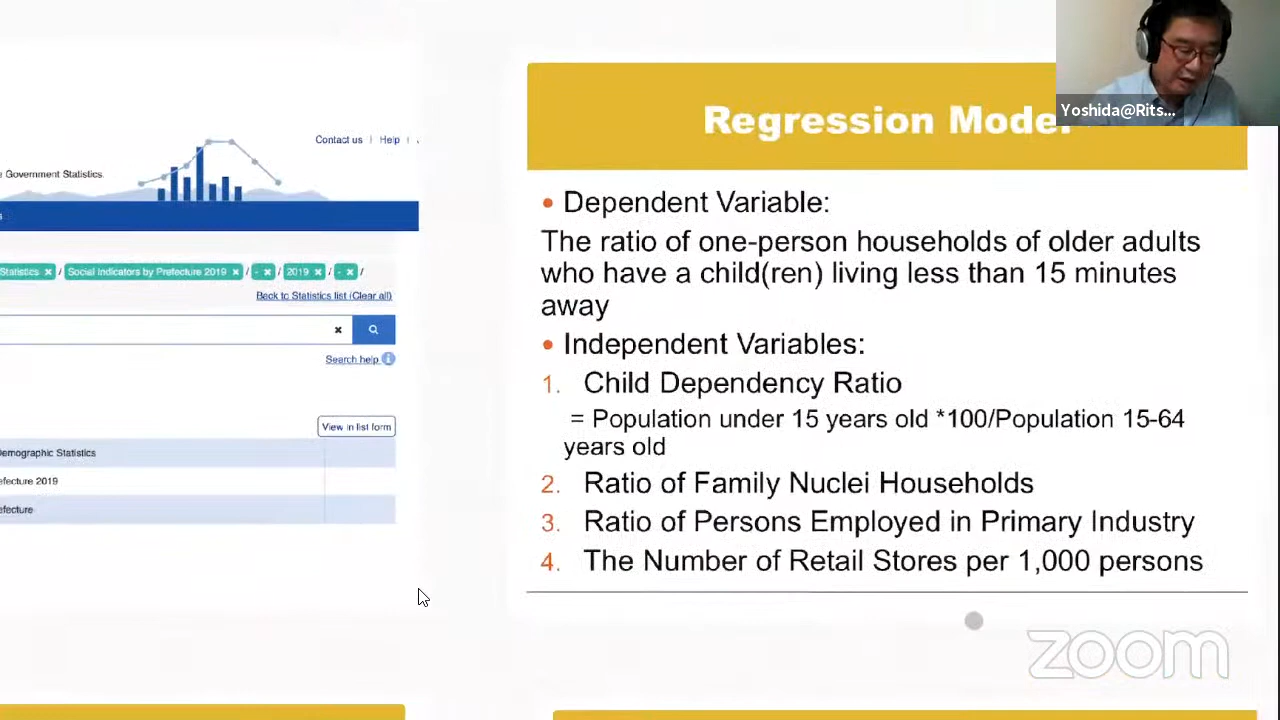 Contact us | Help |
e Government Statistics.
s
Statistics × / Social Indicators by Prefecture 2019 × / - × / 2019 × / - × /
Back to Statistics list (Clear all)
×
Search help i
View in list form
Demographic Statistics
efecture 2019
efecture
Regression Model
Yoshida@Rits...
• Dependent Variable:
The ratio of one-person households of older adults
who have a child(ren) living less than 15 minutes
away
• Independent Variables:
1. Child Dependency Ratio
= Population under 15 years old *100/Population 15-64
years old
2. Ratio of Family Nuclei Households
3. Ratio of Persons Employed in Primary Industry
4. The Number of Retail Stores per 1,000 persons
zoom